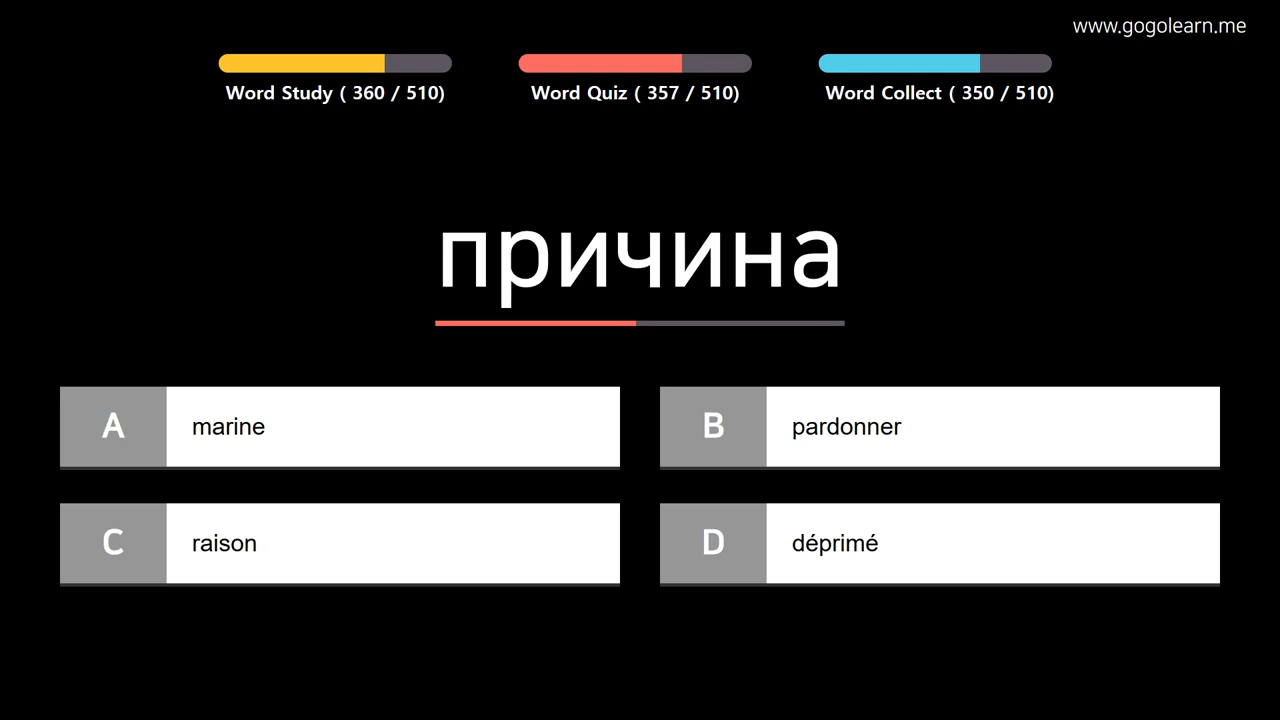 www.gogolearn.me
Word Study ( 360 / 510)
Word Quiz ( 357 / 510)
Word Collect ( 350 / 510)
причина
A marine
B pardonner
C raison
D déprimé